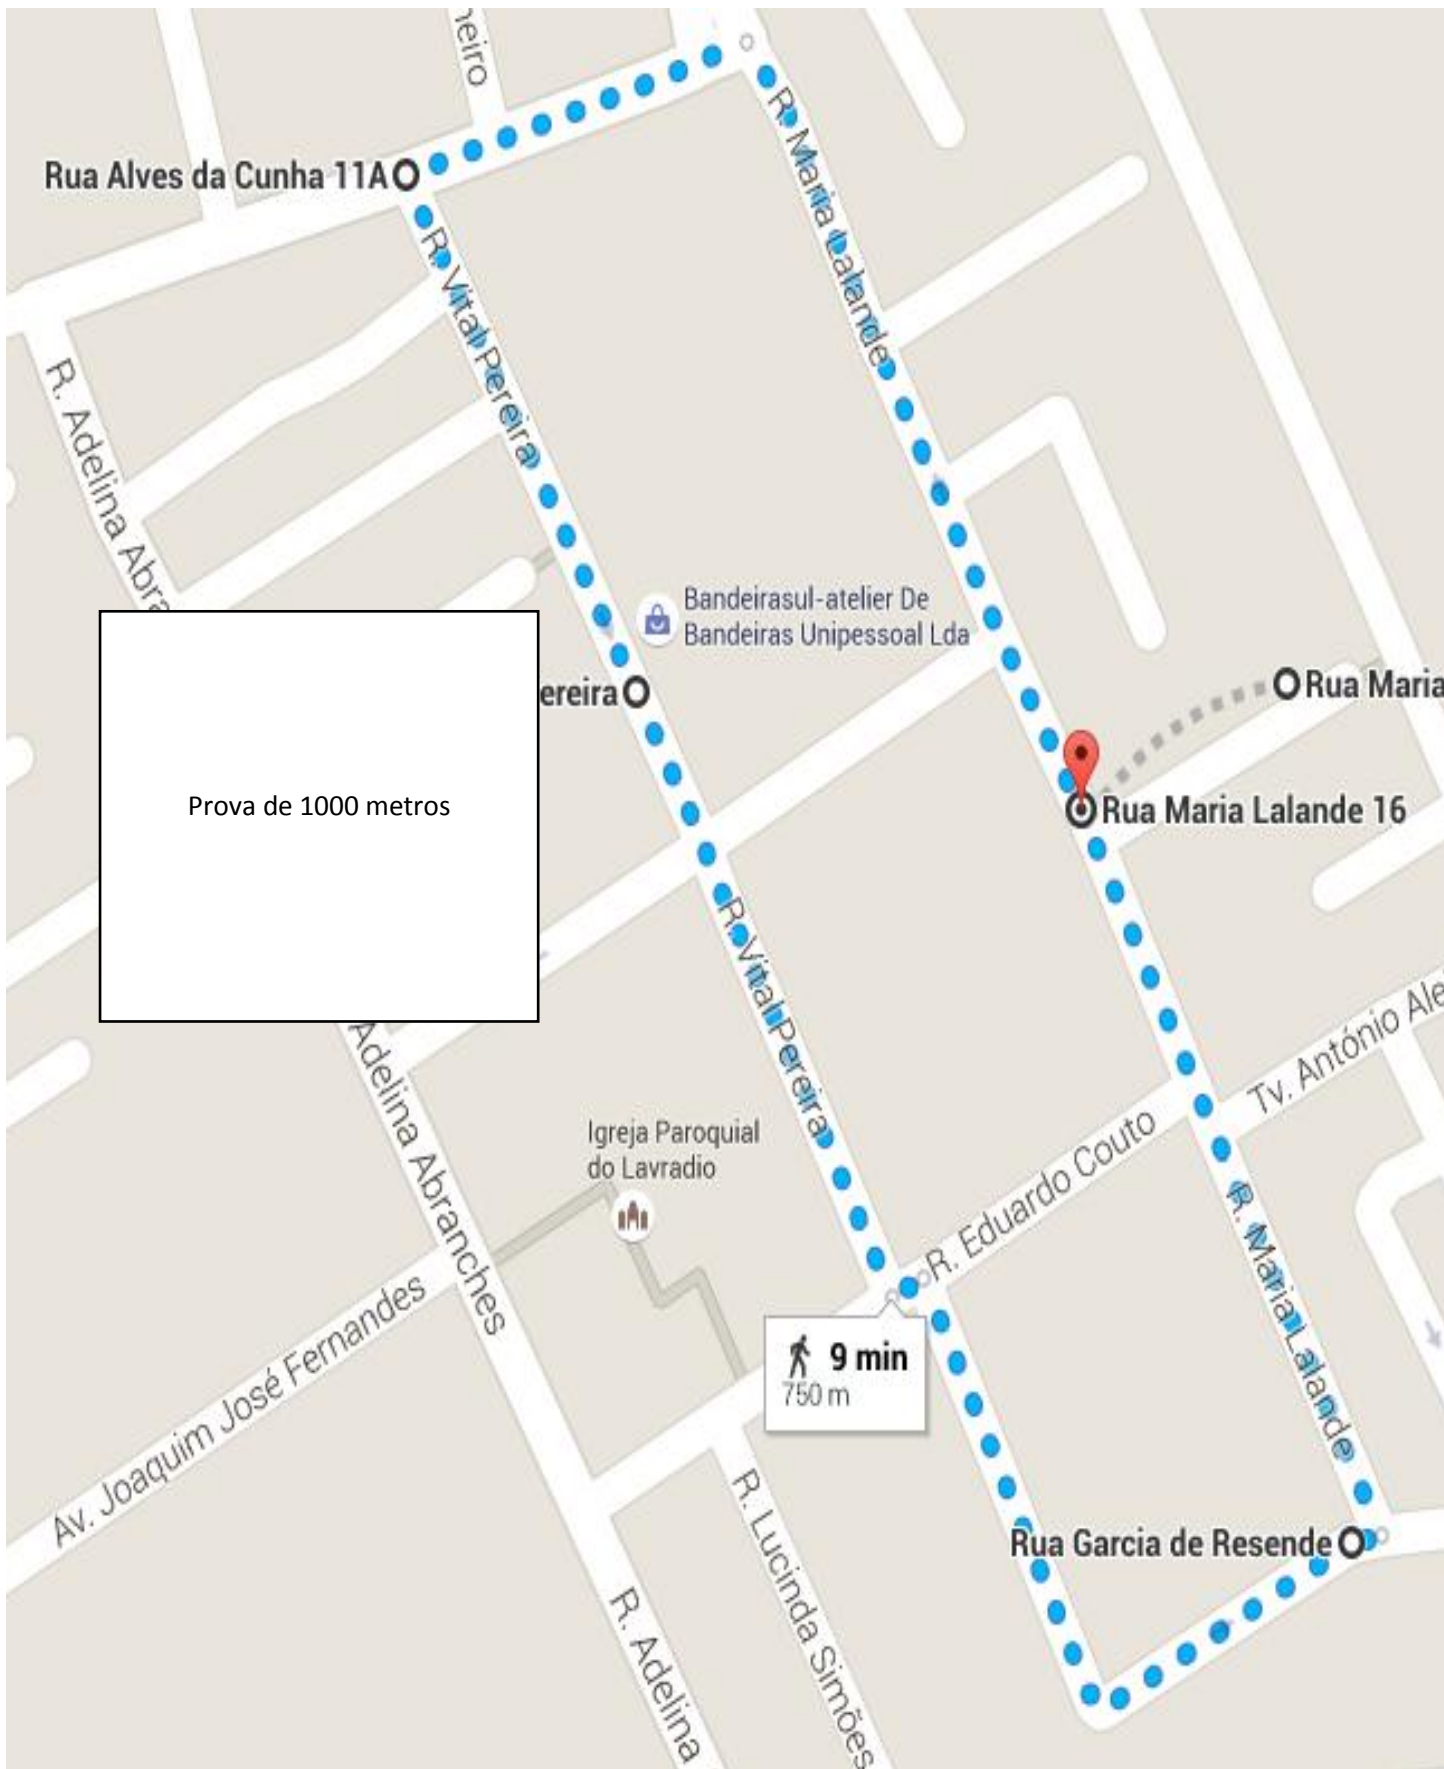 neiro
Rua Alves da Cunha 11A
R. Maria Lalande
R. Vital Pereira
R. Adelina Abra
Bandeirasul-atelier De
Bandeiras Unipessoal Lda
ereira
Rua Maria
Prova de 1000 metros
Rua Maria Lalande 16
R. Vital Pereira
Tv. António Ale
Adelina Abranches
Igreja Paroquial
do Lavradio
R. Eduardo Couto
R. Maria Lalande
Av. Joaquim José Fernandes
9 min
750 m
R. Lucinda Simões
Rua Garcia de Resende
R. Adelina